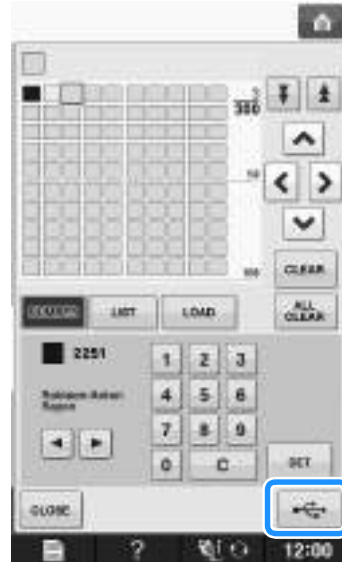 0
300
50
100
CLEAR
LIST
LOAD
ALL CLEAR
2251
1 2 3
4 5 6
7 8 9
0 C
SET
CLOSE
? 12:00